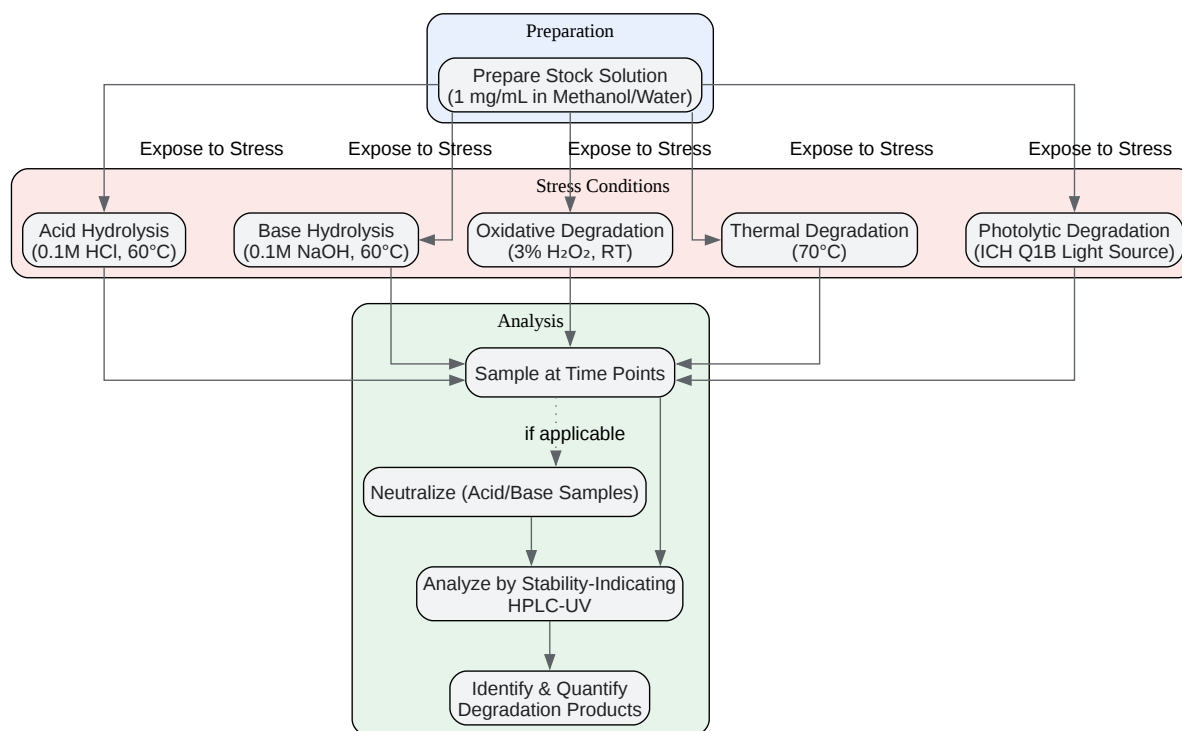 Preparation
Prepare Stock Solution
(1 mg/mL in Methanol/Water)
Expose to Stress
Expose to Stress
Expose to Stress
Expose to Stress
Expose to Stress
Stress Conditions
Acid Hydrolysis
(0.1M HCl, 60°C)
Base Hydrolysis
(0.1M NaOH, 60°C)
Oxidative Degradation
(3% H₂O₂, RT)
Thermal Degradation
(70°C)
Photolytic Degradation
(ICH Q1B Light Source)
Analysis
Sample at Time Points
if applicable
Neutralize (Acid/Base Samples)
Analyze by Stability-Indicating
HPLC-UV
Identify & Quantify
Degradation Products